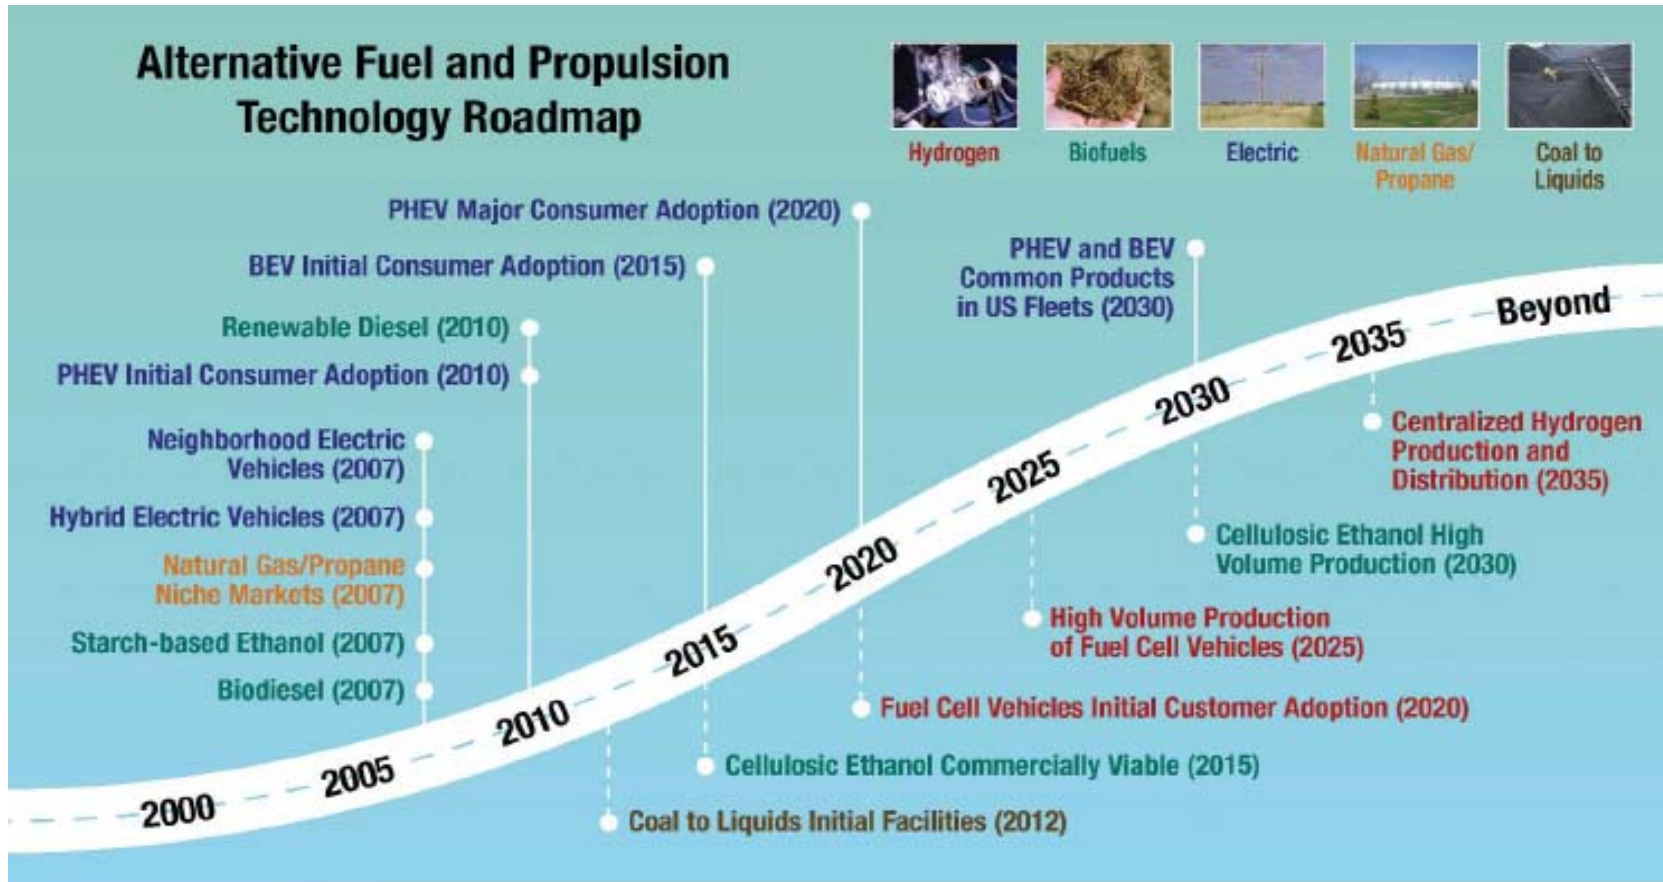 Alternative Fuel and Propulsion
Technology Roadmap
Hydrogen
Biofuels
Electric
Natural Gas/
Propane
Coal to
Liquids
PHEV Major Consumer Adoption (2020)
BEV Initial Consumer Adoption (2015)
Renewable Diesel (2010)
PHEV Initial Consumer Adoption (2010)
Neighborhood Electric
Vehicles (2007)
Hybrid Electric Vehicles (2007)
Natural Gas/Propane
Niche Markets (2007)
Starch-based Ethanol (2007)
Biodiesel (2007)
PHEV and BEV
Common Products
in US Fleets (2030)
2000
2005
2010
2015
2020
2025
2030
2035
Beyond
Centralized Hydrogen
Production and
Distribution (2035)
Cellulosic Ethanol High
Volume Production (2030)
High Volume Production
of Fuel Cell Vehicles (2025)
Fuel Cell Vehicles Initial Customer Adoption (2020)
Cellulosic Ethanol Commercially Viable (2015)
Coal to Liquids Initial Facilities (2012)